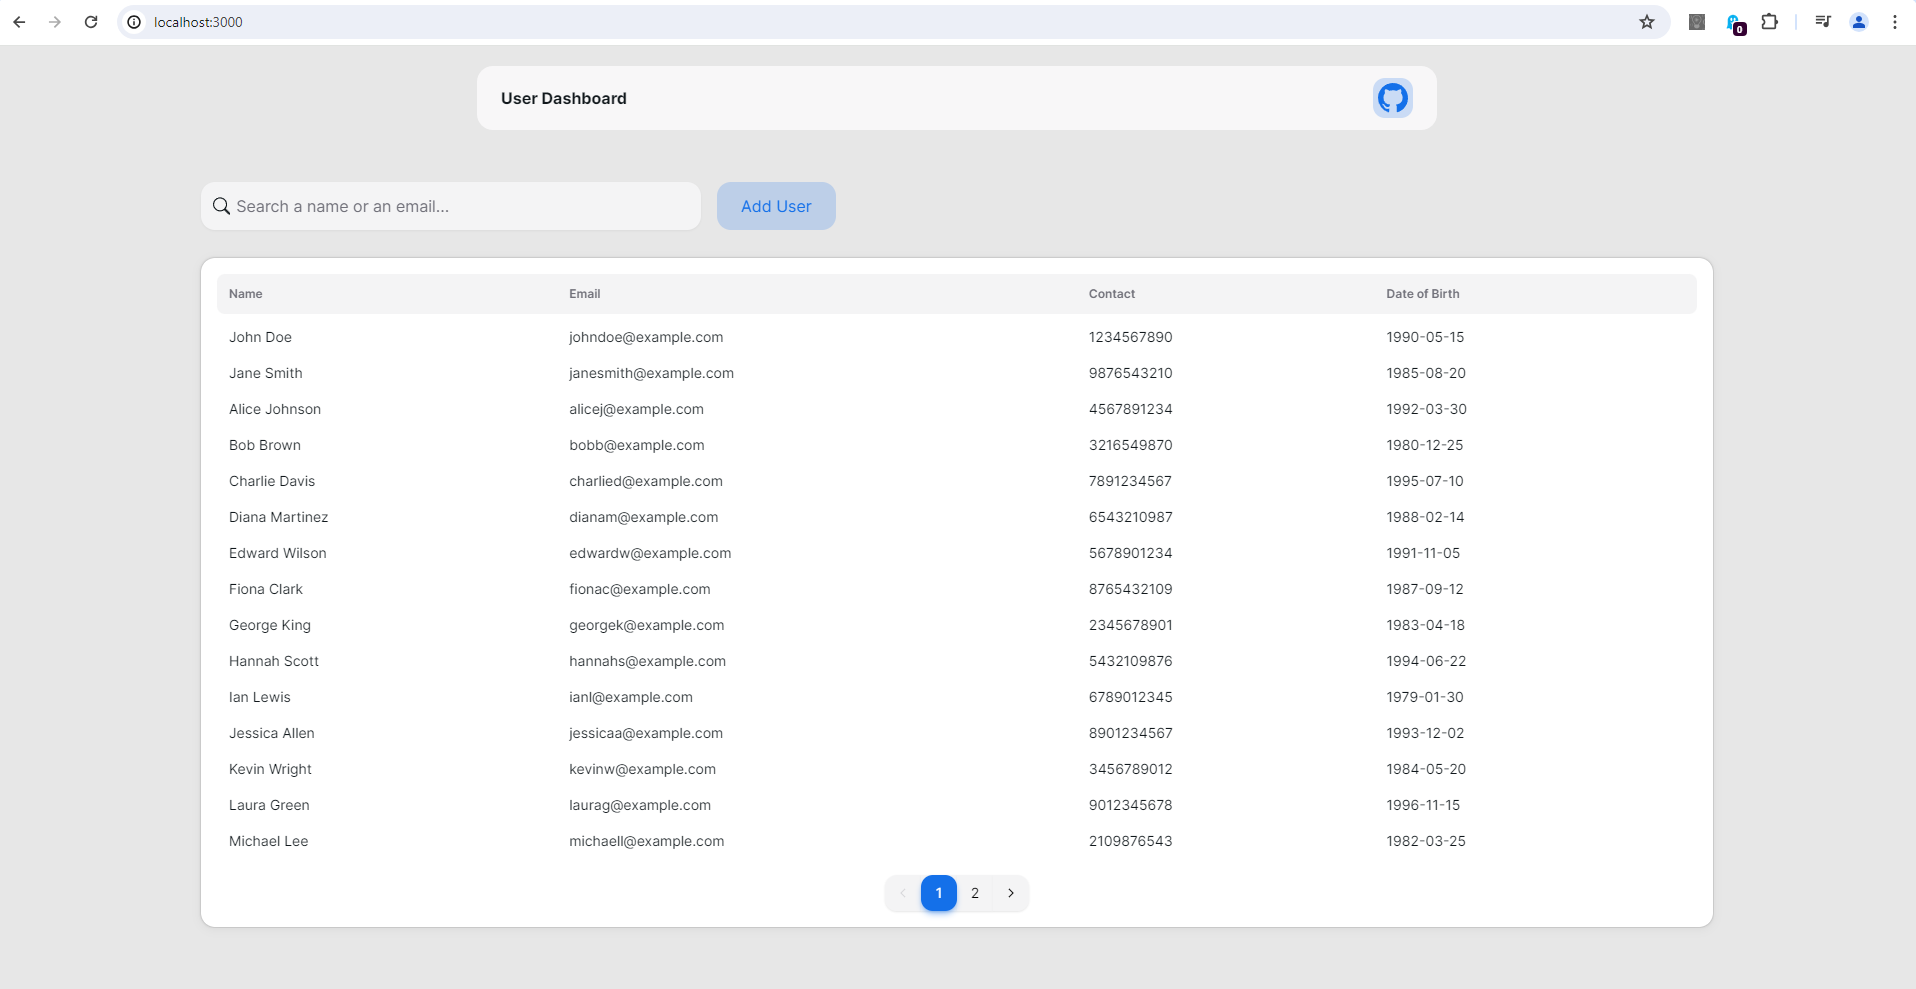 localhost:3000
0
User Dashboard
Search a name or an email...
Add User
Name Email Contact Date of Birth
John Doe johndoe@example.com 1234567890 1990-05-15
Jane Smith janesmith@example.com 9876543210 1985-08-20
Alice Johnson alicej@example.com 4567891234 1992-03-30
Bob Brown bobb@example.com 3216549870 1980-12-25
Charlie Davis charlied@example.com 7891234567 1995-07-10
Diana Martinez dianam@example.com 6543210987 1988-02-14
Edward Wilson edwardw@example.com 5678901234 1991-11-05
Fiona Clark fionac@example.com 8765432109 1987-09-12
George King georgek@example.com 2345678901 1983-04-18
Hannah Scott hannahs@example.com 5432109876 1994-06-22
Ian Lewis ianl@example.com 6789012345 1979-01-30
Jessica Allen jessicaa@example.com 8901234567 1993-12-02
Kevin Wright kevinw@example.com 3456789012 1984-05-20
Laura Green laurag@example.com 9012345678 1996-11-15
Michael Lee michaell@example.com 2109876543 1982-03-25
1 2